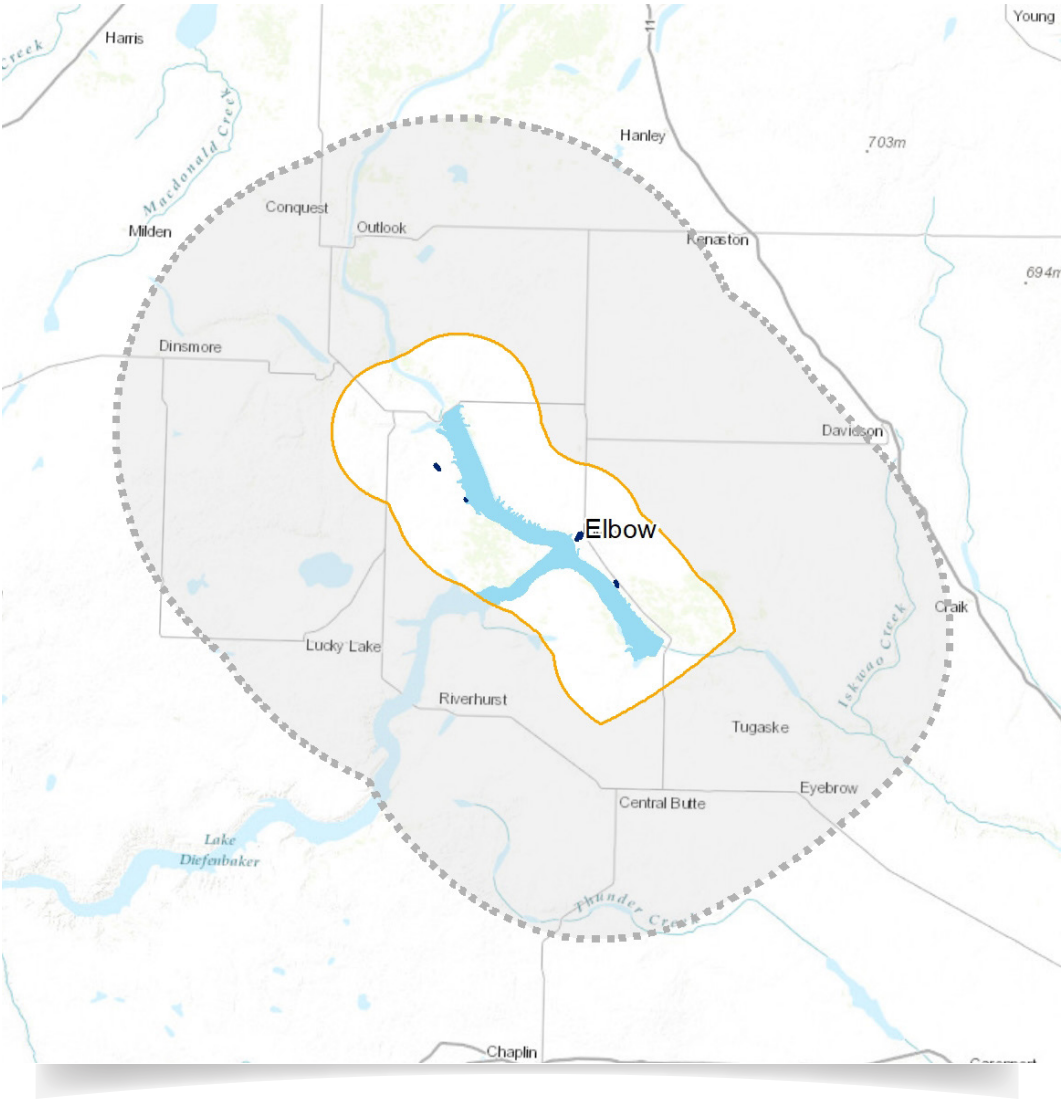 Young
Harris
Creek
11
Hanley
703m
Macdonald Creek
Conquest
Outlook
Milden
Kenaston
694m
Dinsmore
Davidson
Elbow
Craik
Lucky Lake
Iskwao Creek
Riverhurst
Tugaske
Eyebrow
Central Butte
Lake
Diefenbaker
Thunder Creek
Chaplin